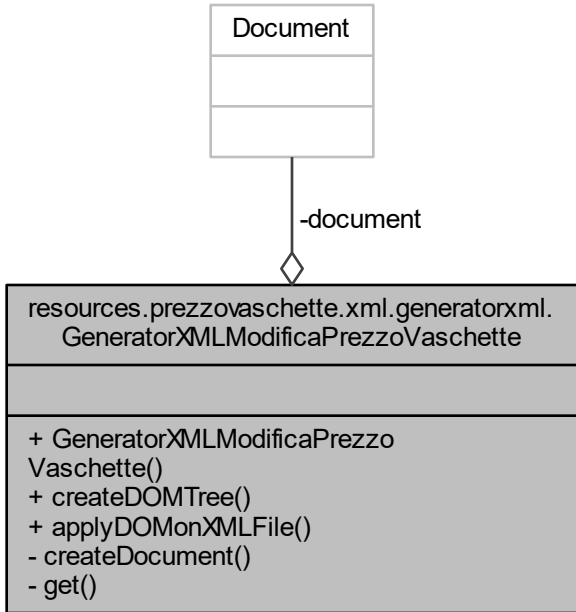 Document
-document
resources.prezzovaschette.xml.generatorxml.
GeneratorXMLModificaPrezzoVaschette
+ GeneratorXMLModificaPrezzo
Vaschette()
+ createDOMTree()
+ applyDOMonXMLFile()
- createDocument()
- get()